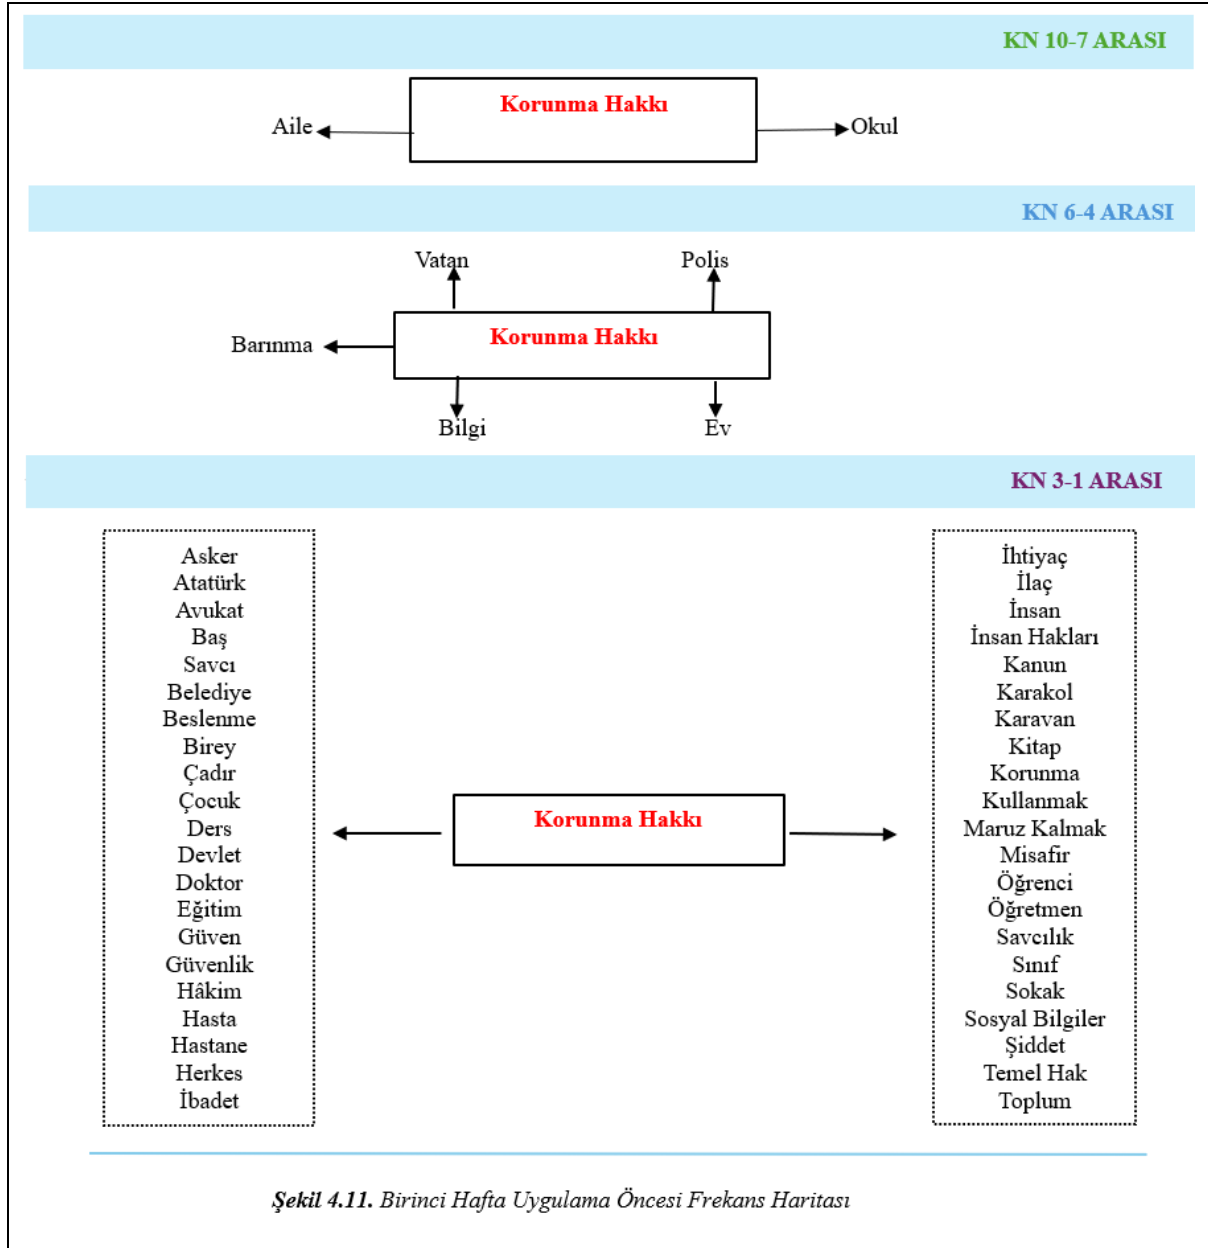 KN 10-7 ARASI
Korunma Hakkı
Aile
Okul
KN 6-4 ARASI
Vatan
Polis
Barınma
Korunma Hakkı
Bilgi
Ev
KN 3-1 ARASI
Asker
Atatürk
Avukat
Baş
Savcı
Belediye
Beslenme
Birey
Çadır
Çocuk
Ders
Devlet
Doktor
Eğitim
Güven
Güvenlik
Hâkim
Hasta
Hastane
Herkes
İbadet
Korunma Hakkı
İhtiyaç
İlaç
İnsan
İnsan Hakları
Kanun
Karakol
Karavan
Kitap
Korunma
Kullanmak
Maruz Kalmak
Misafir
Öğrenci
Öğretmen
Savcılık
Sınıf
Sokak
Sosyal Bilgiler
Şiddet
Temel Hak
Toplum
Şekil 4.11. Birinci Hafta Uygulama Öncesi Frekans Haritası